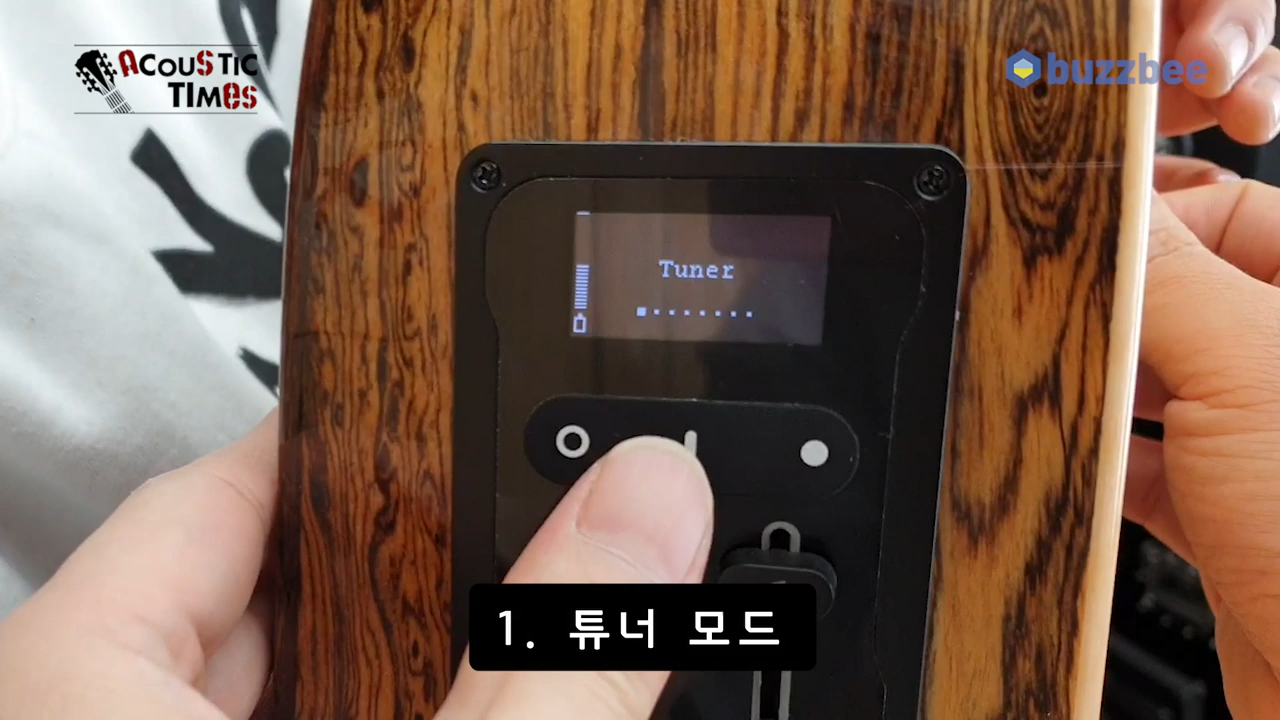 AcouSTIC
TIMes
buzzbee
Tuner
1. 튜너 모드